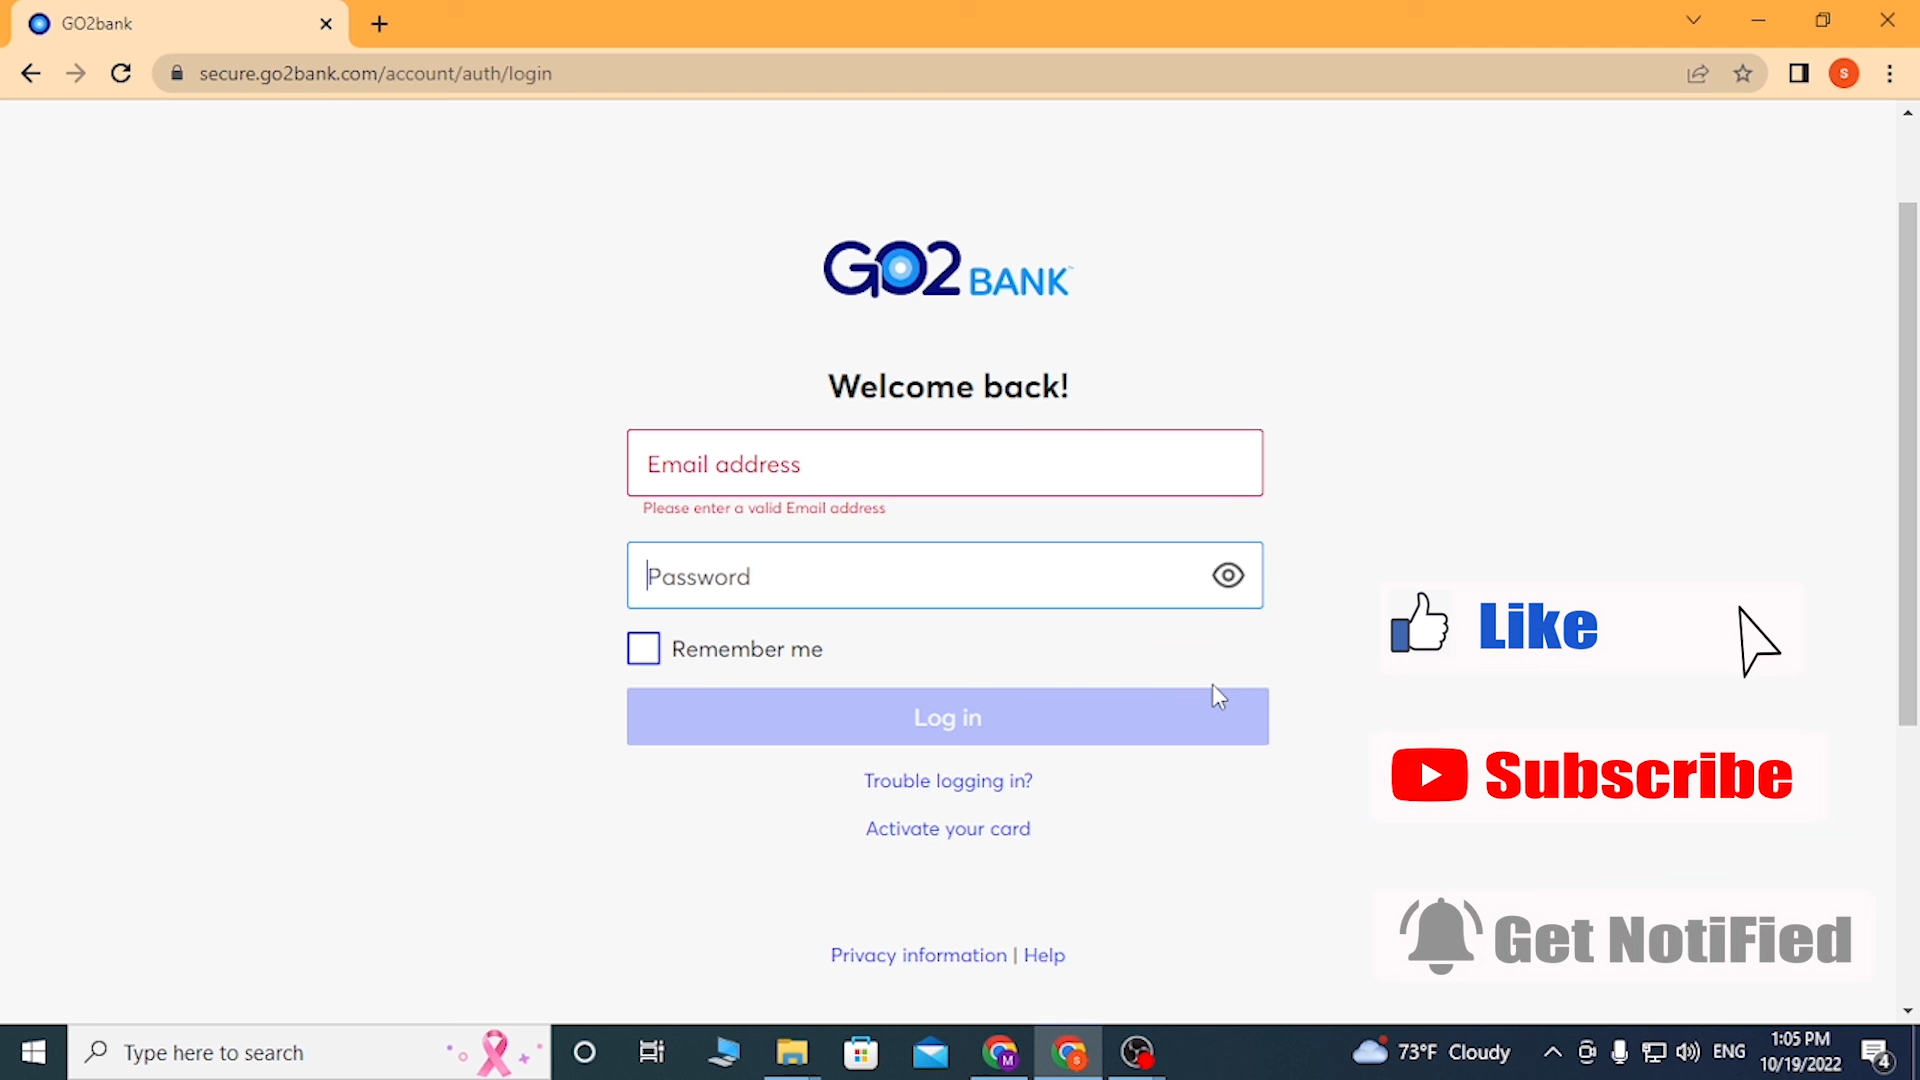 GO2bank
secure.go2bank.com/account/auth/login
S
GO2 BANK™
Welcome back!
Email address
Please enter a valid Email address
Password
Remember me
Log in
Trouble logging in?
Activate your card
Privacy information | Help
Like
Subscribe
Get NotiFied
Type here to search
M
S
73°F Cloudy
ENG
1:05 PM
10/19/2022
4